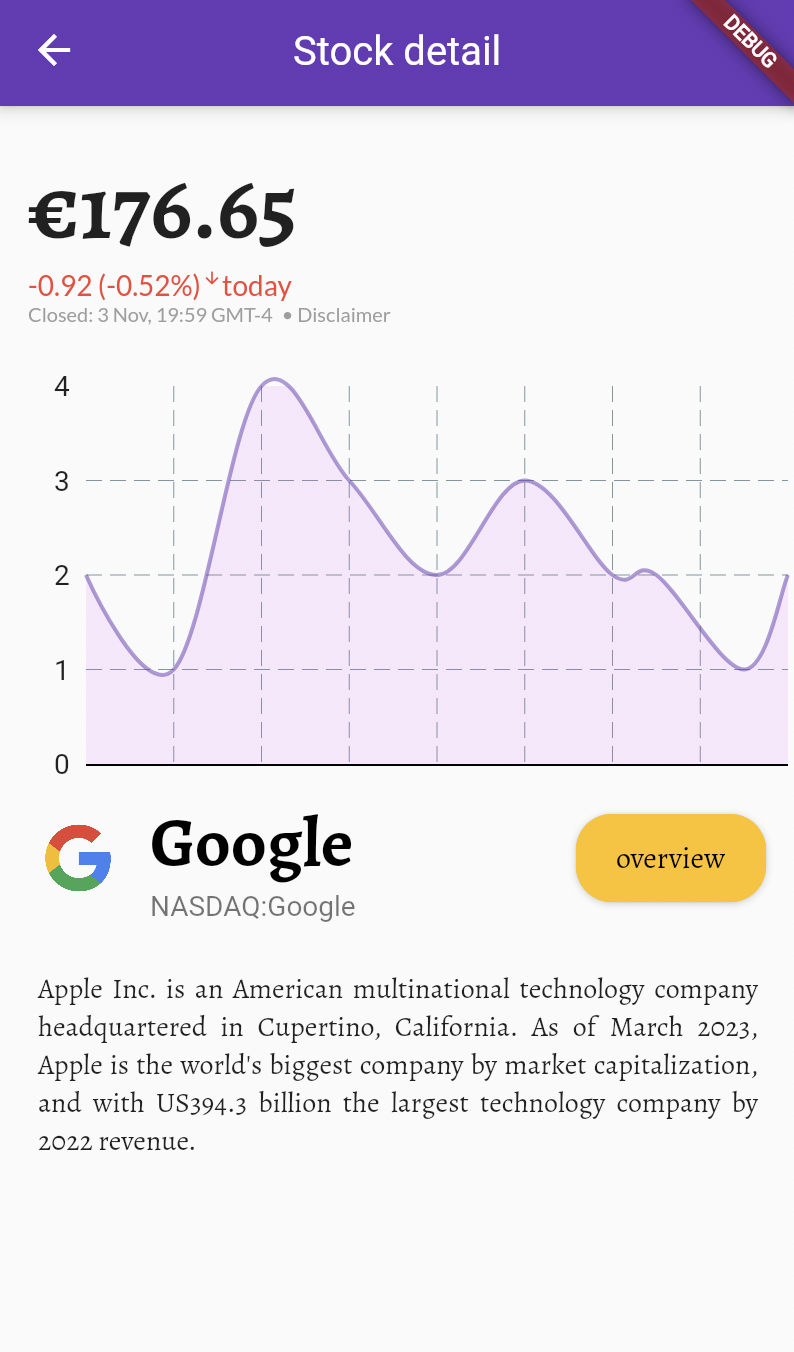 Stock detail
DEBUG
€176.65
-0.92 (-0.52%)↓today
Closed: 3 Nov, 19:59 GMT-4 • Disclaimer
4
3
2
1
0
Google
overview
NASDAQ:Google
Apple Inc. is an American multinational technology company
headquartered in Cupertino, California. As of March 2023,
Apple is the world's biggest company by market capitalization,
and with US394.3 billion the largest technology company by
2022 revenue.